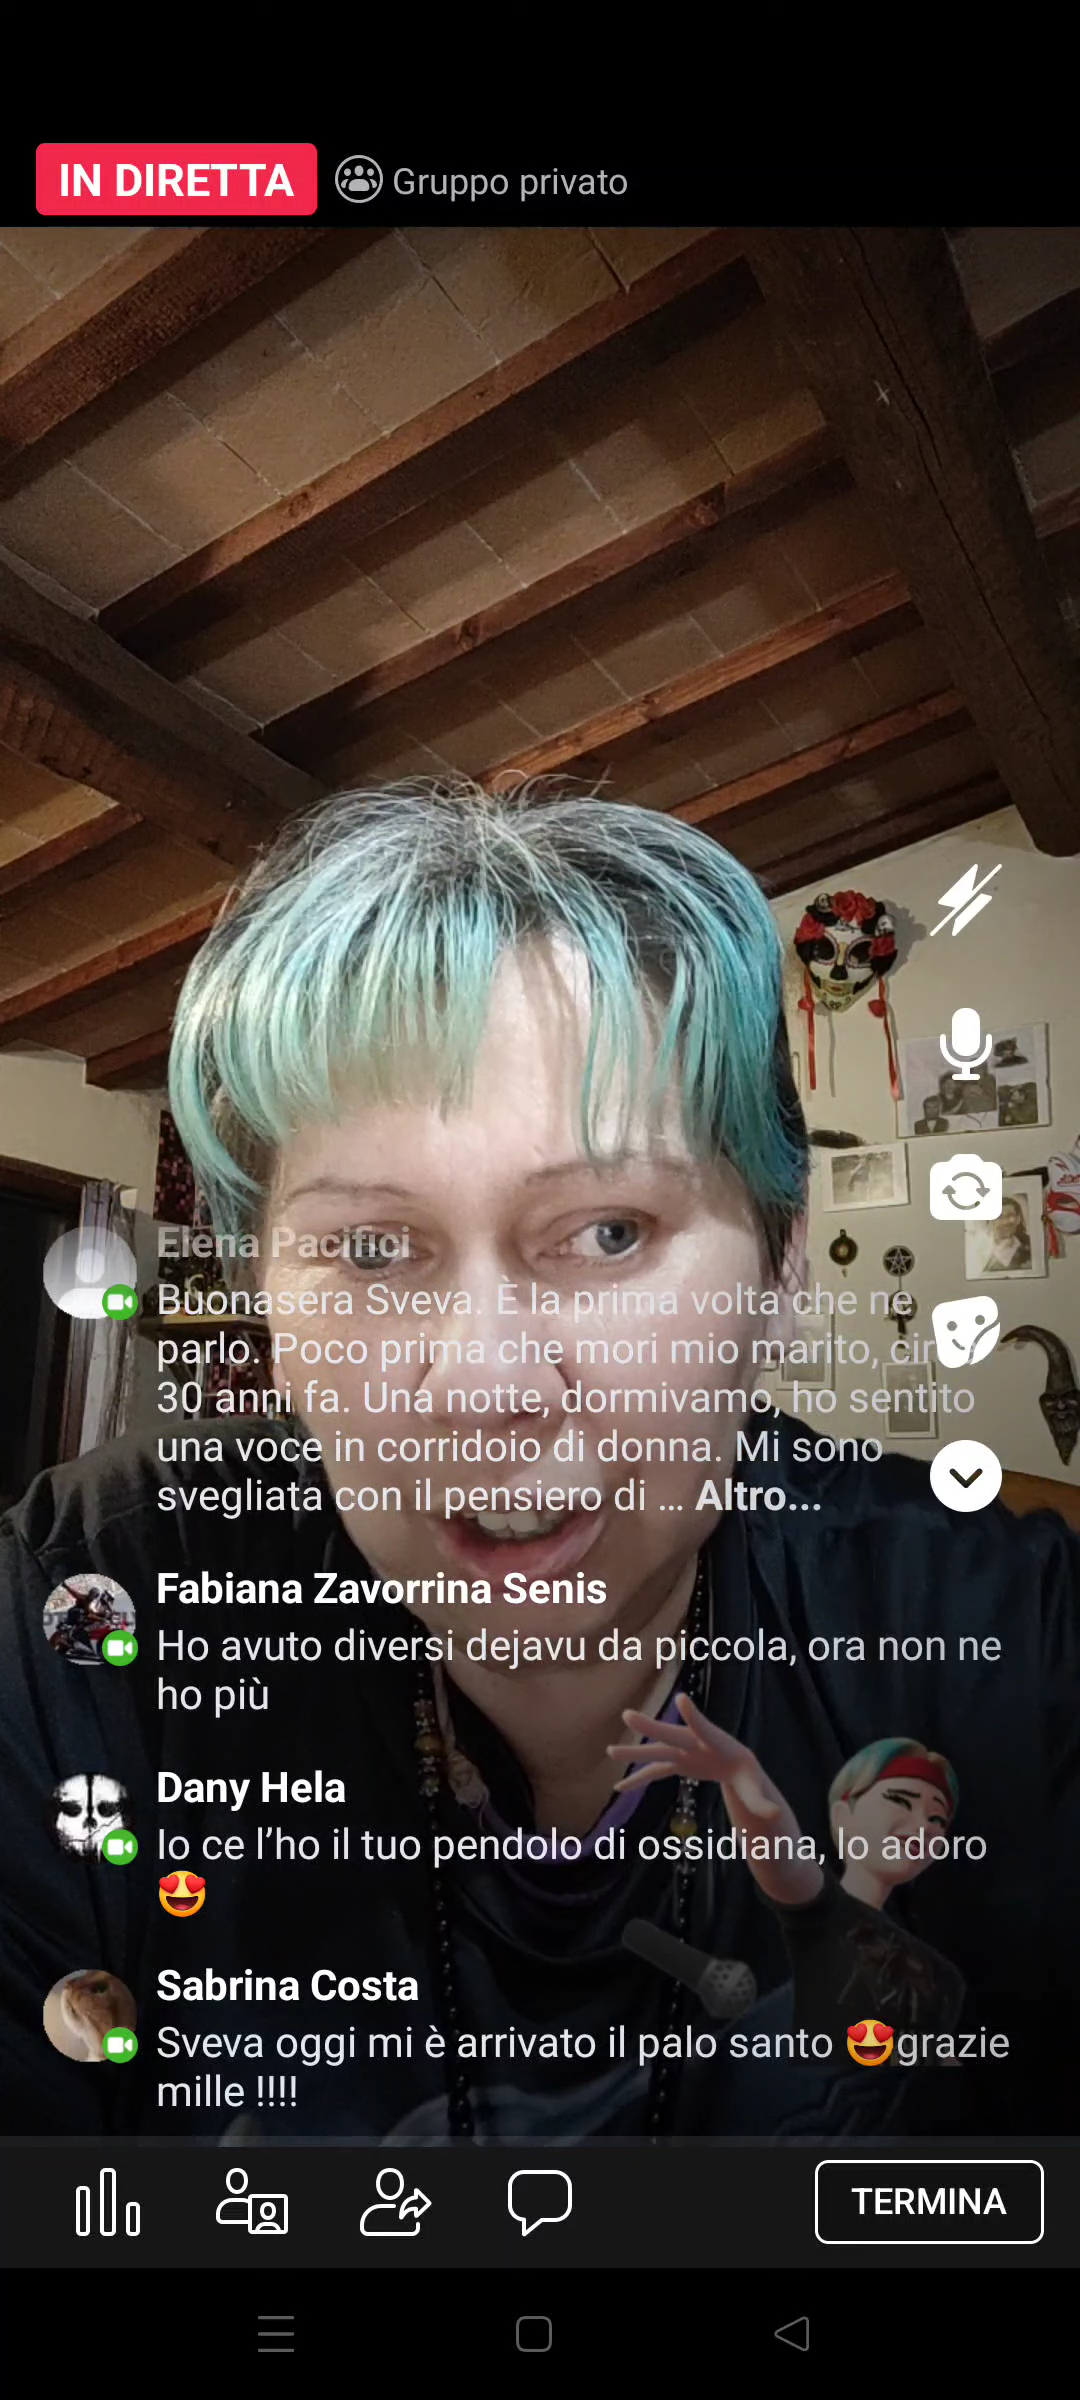 IN DIRETTA
Gruppo privato
Elena Pacifici
Buonasera Sveva. È la prima volta che ne
parlo. Poco prima che mori mio marito, cir
30 anni fa. Una notte, dormivamo, ho sentito
una voce in corridoio di donna. Mi sono
svegliata con il pensiero di ... Altro...
Fabiana Zavorrina Senis
Ho avuto diversi dejavu da piccola, ora non ne
ho più
Dany Hela
Io ce l’ho il tuo pendolo di ossidiana, lo adoro
😍
Sabrina Costa
Sveva oggi mi è arrivato il palo santo 😍grazie
mille !!!!
TERMINA